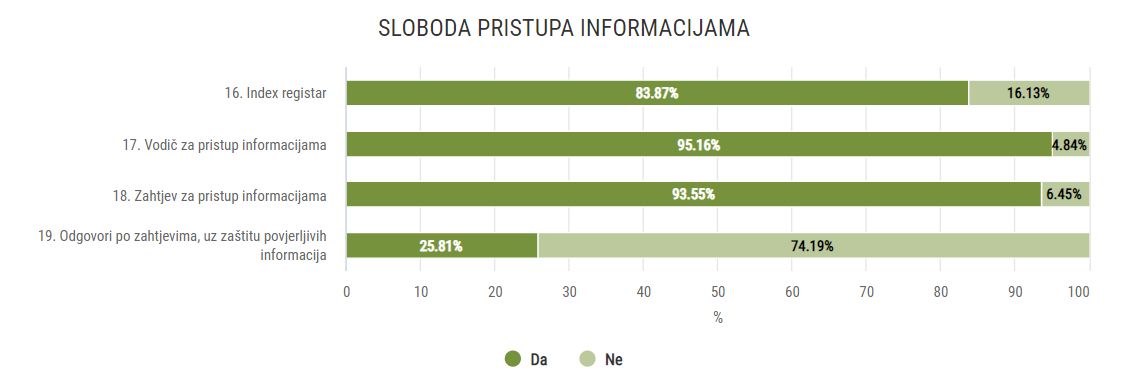 SLOBODA PRISTUPA INFORMACIJAMA
16. Index registar
83.87%
16.13%
17. Vodič za pristup informacijama
95.16%
4.84%
18. Zahtjev za pristup informacijama
93.55%
6.45%
19. Odgovori po zahtjevima, uz zaštitu povjerljivih
informacija
25.81%
74.19%
0 10 20 30 40 50 60 70 80 90 100
%
Da Ne